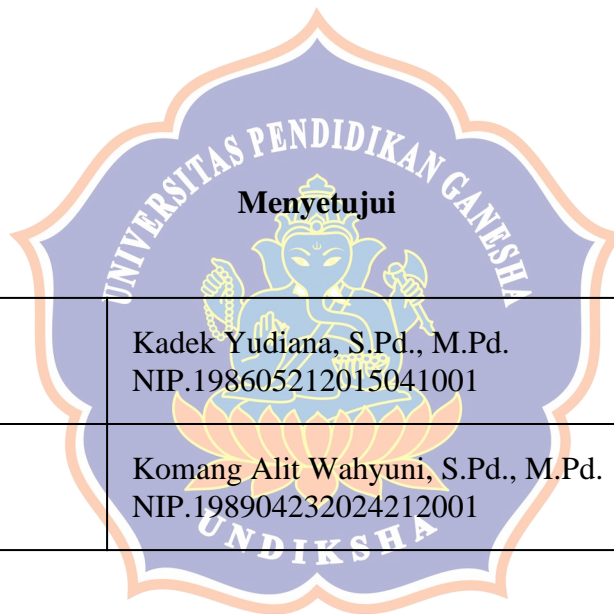 UNIVERSITAS PENDIDIKAN GANESHA
Menyetujui
Kadek Yudiana, S.Pd., M.Pd.
NIP.198605212015041001
Komang Alit Wahyuni, S.Pd., M.Pd.
NIP.198904232024212001
UNDIKSHA